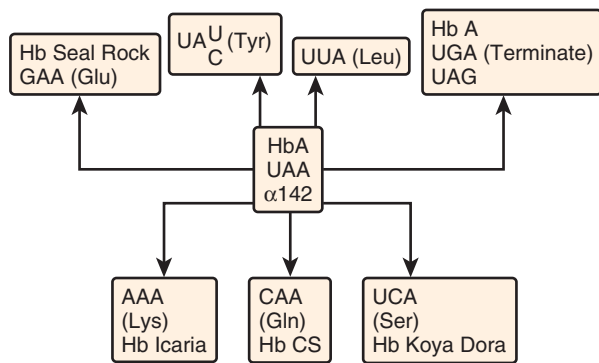 Hb Seal Rock
GAA (Glu)
UA U (Tyr)
C
UUA (Leu)
Hb A
UGA (Terminate)
UAG
HbA
UAA
α142
AAA
(Lys)
Hb Icaria
CAA
(Gln)
Hb CS
UCA
(Ser)
Hb Koya Dora